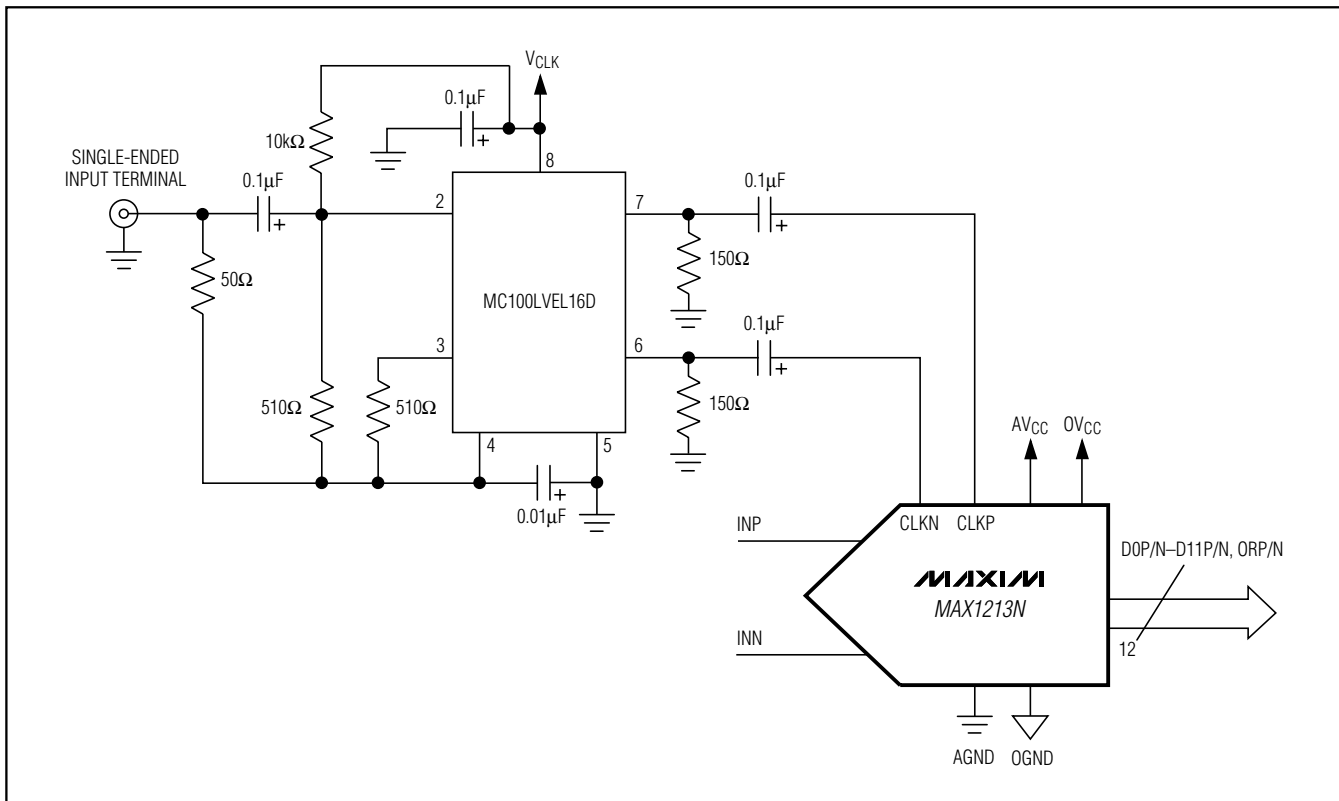 VCLK
0.1μF
10kΩ
SINGLE-ENDED
INPUT TERMINAL
0.1μF
8
2
7
0.1μF
50Ω
150Ω
MC100LVEL16D
0.1μF
3
6
510Ω
510Ω
150Ω
4
5
0.01μF
AVCC
OVCC
CLKN
CLKP
INP
D0P/N–D11P/N, ORP/N
MAXIM
MAX1213N
INN
12
AGND
OGND